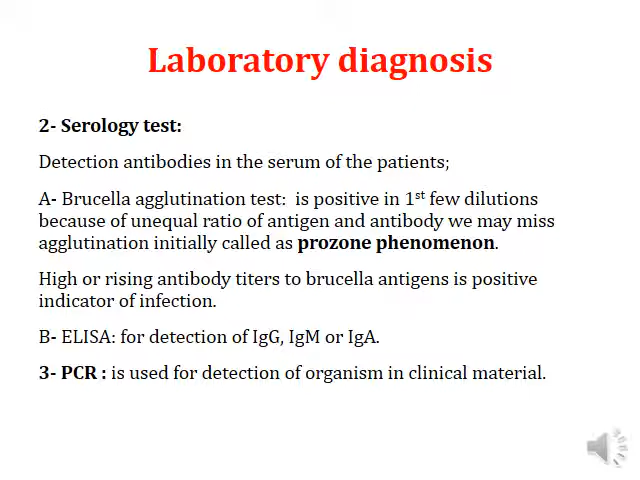 Laboratory diagnosis
2- Serology test:
Detection antibodies in the serum of the patients;
A- Brucella agglutination test:  is positive in 1st few dilutions
because of unequal ratio of antigen and antibody we may miss
agglutination initially called as prozone phenomenon.
High or rising antibody titers to brucella antigens is positive
indicator of infection.
B- ELISA: for detection of IgG, IgM or IgA.
3- PCR : is used for detection of organism in clinical material.